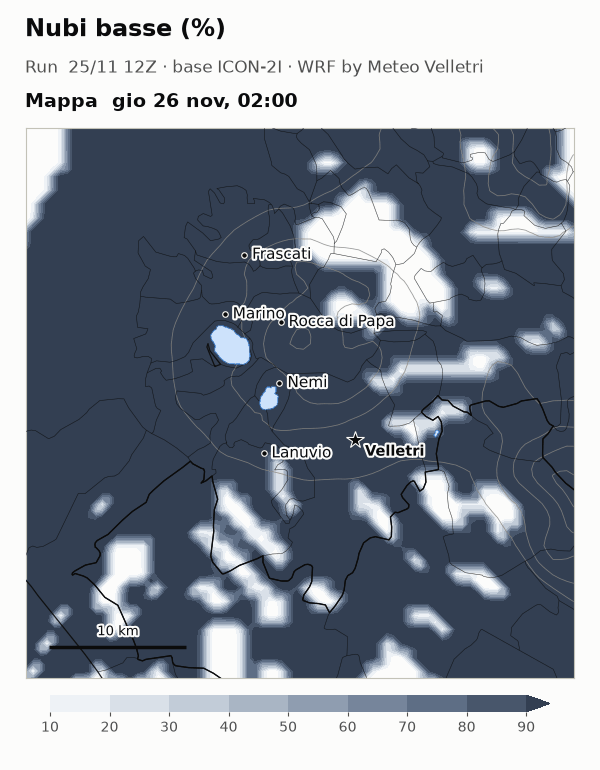 Nubi basse (%)
Run 25/11 12Z · base ICON-2I · WRF by Meteo Velletri
Mappa gio 26 nov, 02:00
Frascati
Marino
Rocca di Papa
Nemi
Velletri
Lanuvio
10 km
10 20 30 40 50 60 70 80 90